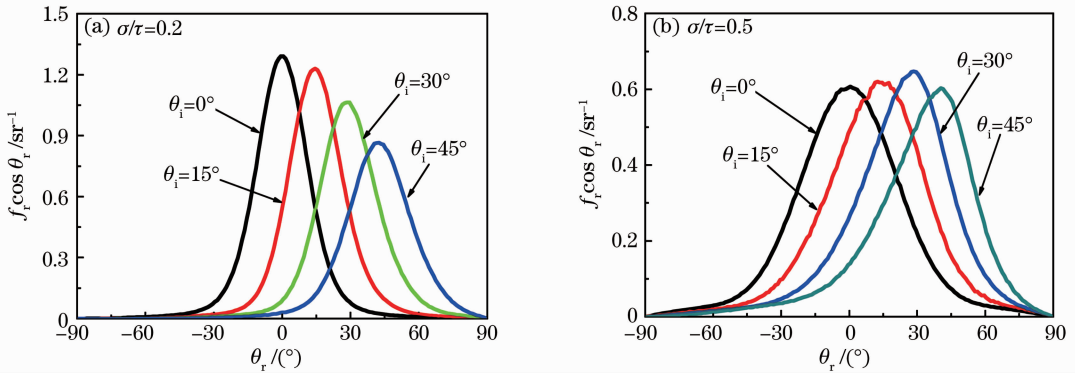 (a) σ/τ=0.2
1.5
1.2
0.9
0.6
0.3
0
θi=0°
θi=15°
θi=30°
θi=45°
−90 −60 −30 0 30 60 90
θr /(°)
fr cos θr /sr⁻¹
(b) σ/τ=0.5
0.8
0.6
0.4
0.2
0
θi=0°
θi=15°
θi=30°
θi=45°
−90 −60 −30 0 30 60 90
θr /(°)
fr cos θr /sr⁻¹